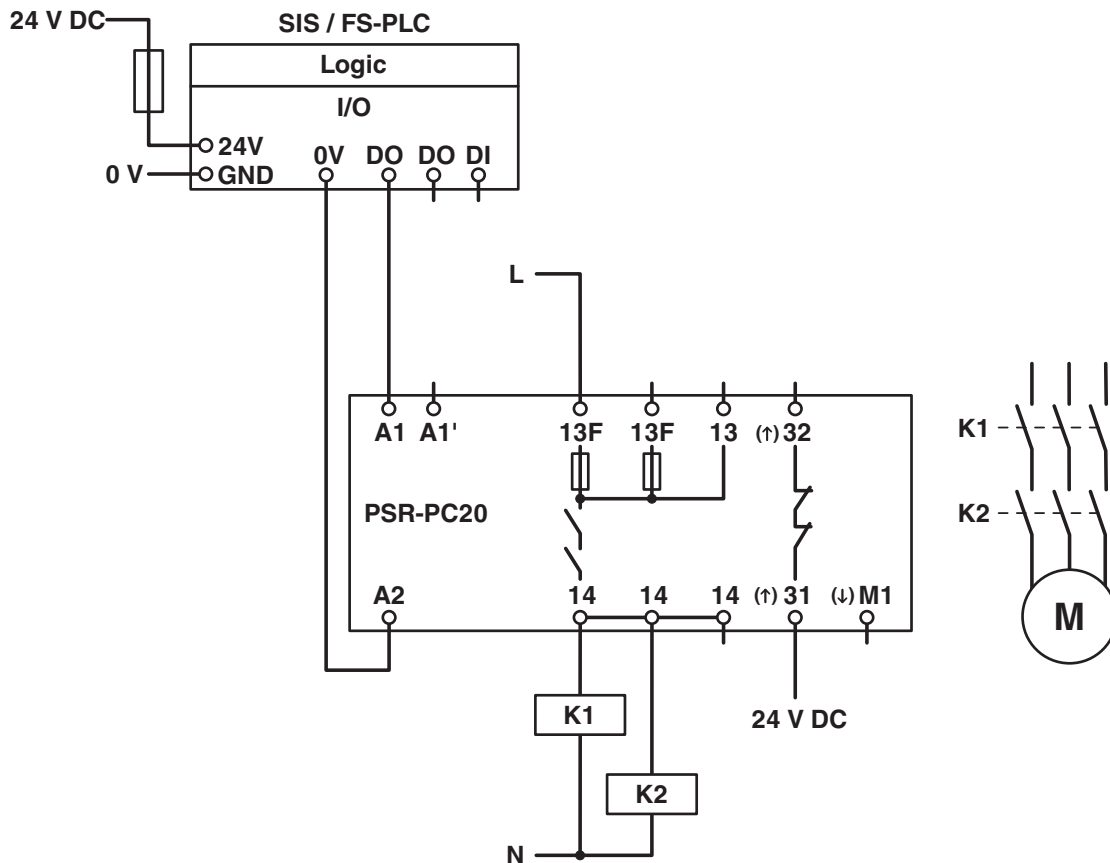 24 V DC
SIS / FS-PLC
Logic
I/O
24V
0V DO DO DI
0 V
GND
L
A1 A1' 13F 13F 13 (↑) 32
K1
PSR-PC20
K2
A2 14 14 14 (↑) 31 (↓) M1
M
K1
24 V DC
K2
N